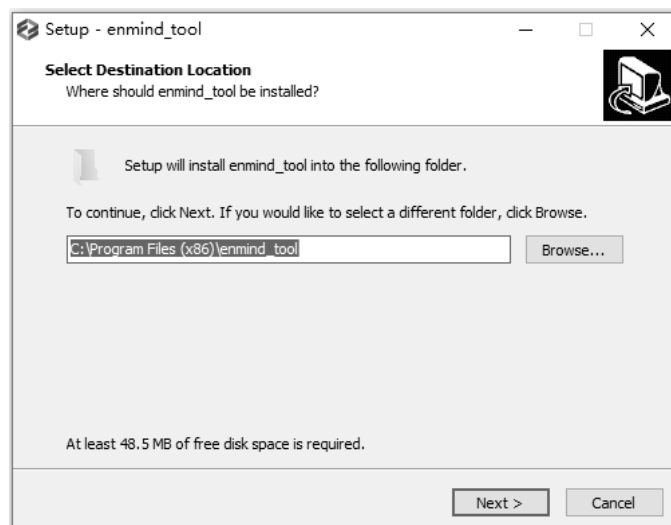 Setup - enmind_tool
Select Destination Location
Where should enmind_tool be installed?
Setup will install enmind_tool into the following folder.
To continue, click Next. If you would like to select a different folder, click Browse.
C:\Program Files (x86)\enmind_tool
Browse...
At least 48.5 MB of free disk space is required.
Next >
Cancel